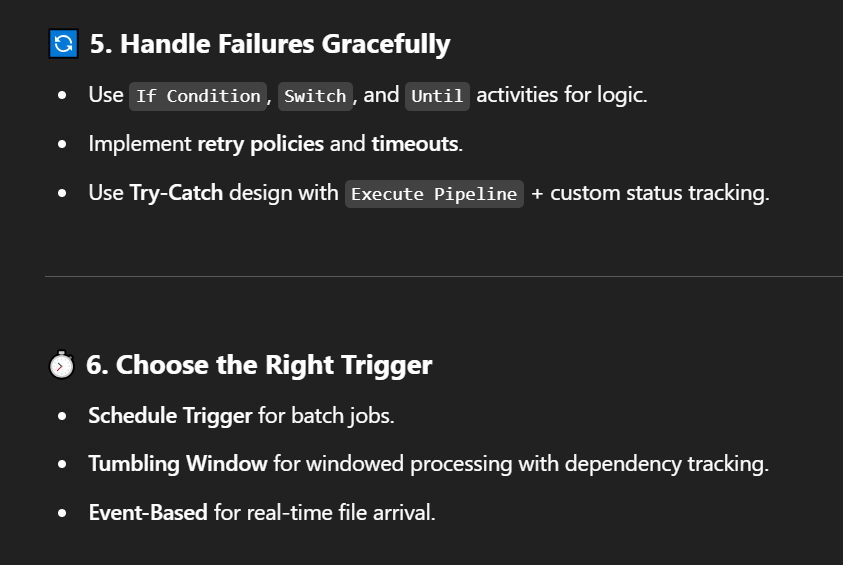 5. Handle Failures Gracefully
Use If Condition, Switch, and Until activities for logic.
Implement retry policies and timeouts.
Use Try-Catch design with Execute Pipeline + custom status tracking.
6. Choose the Right Trigger
Schedule Trigger for batch jobs.
Tumbling Window for windowed processing with dependency tracking.
Event-Based for real-time file arrival.